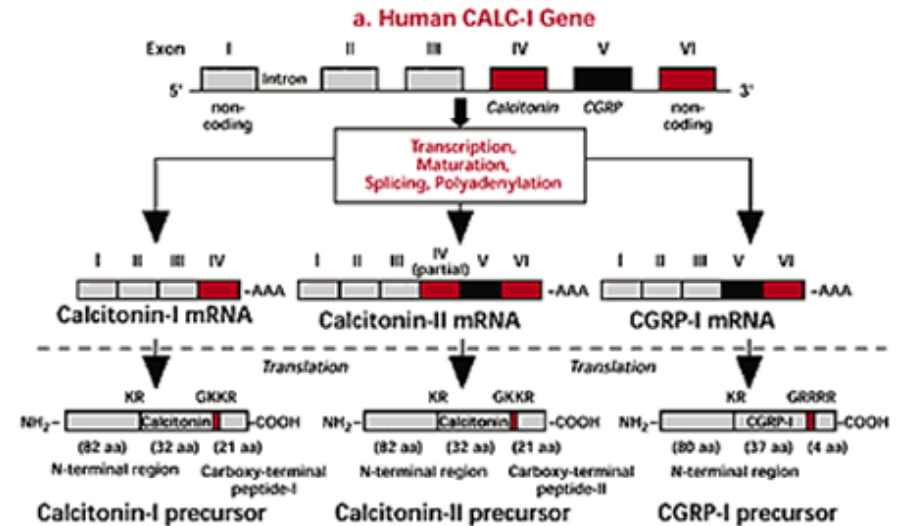 a. Human CALC-I Gene
Exon I II III IV V VI
5' Intron 3'
non-coding Calcitonin CGRP non-coding
Transcription,
Maturation,
Splicing, Polyadenylation
I II III IV I II III IV (partial) V VI I II III V VI
-AAA -AAA -AAA
Calcitonin-I mRNA Calcitonin-II mRNA CGRP-I mRNA
Translation Translation
KR GKKR KR GKKR KR GRRRR
NH2- Calcitonin -COOH NH2- Calcitonin -COOH NH2- CGRP-I -COOH
(82 aa) (32 aa) (21 aa) (82 aa) (32 aa) (21 aa) (80 aa) (37 aa) (4 aa)
N-terminal region Carboxy-terminal peptide-I N-terminal region Carboxy-terminal peptide-II N-terminal region
Calcitonin-I precursor Calcitonin-II precursor CGRP-I precursor